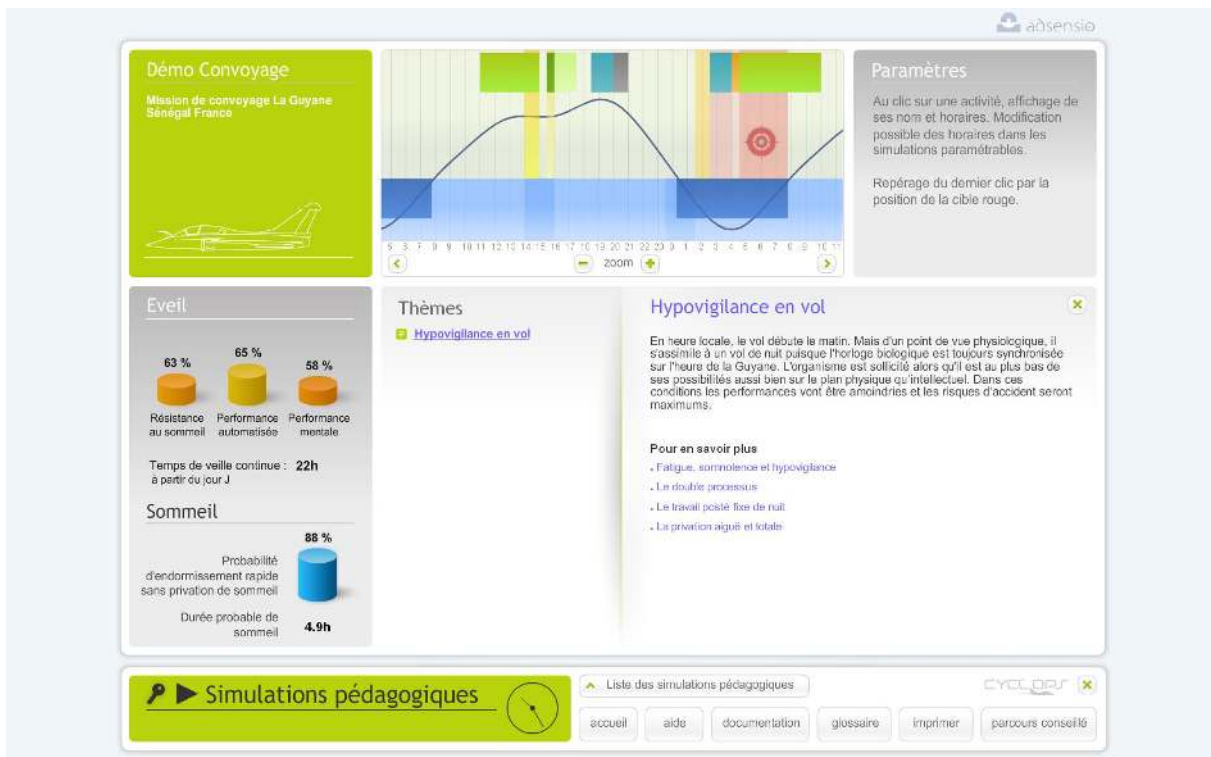 absensio
Démo Convoyage
Mission de convoyage La Guyane
Sénégal France
Paramètres
Au clic sur une activité, affichage de
ses nom et horaires. Modification
possible des horaires dans les
simulations paramétrables.
Repérage du dernier clic par la
position de la cible rouge.
zoom
Eveil
63 %
65 %
58 %
Résistance
au sommeil
Performance
automatisée
Performance
mentale
Temps de veille continue : 22h
à partir du jour J
Sommeil
88 %
Probabilité
d'endormissement rapide
sans privation de sommeil
Durée probable de
sommeil
4.9h
Thèmes
Hypovigilance en vol
Hypovigilance en vol
En heure locale, le vol débute le matin. Mais d'un point de vue physiologique, il
s'assimile à un vol de nuit puisque l'horloge biologique est toujours synchronisée
sur l'heure de la Guyane. L'organisme est sollicité alors qu'il est au plus bas de
ses possibilités aussi bien sur le plan physique qu'intellectuel. Dans ces
conditions les performances vont être amoindries et les risques d'accident seront
maximums.
Pour en savoir plus
. Fatigue, somnolence et hypovigilance
. Le double processus
. Le travail posté fixe de nuit
. La privation aiguë et totale
Simulations pédagogiques
Liste des simulations pédagogiques
CYCLOPS
accueil
aide
documentation
glossaire
imprimer
parcours conseillé